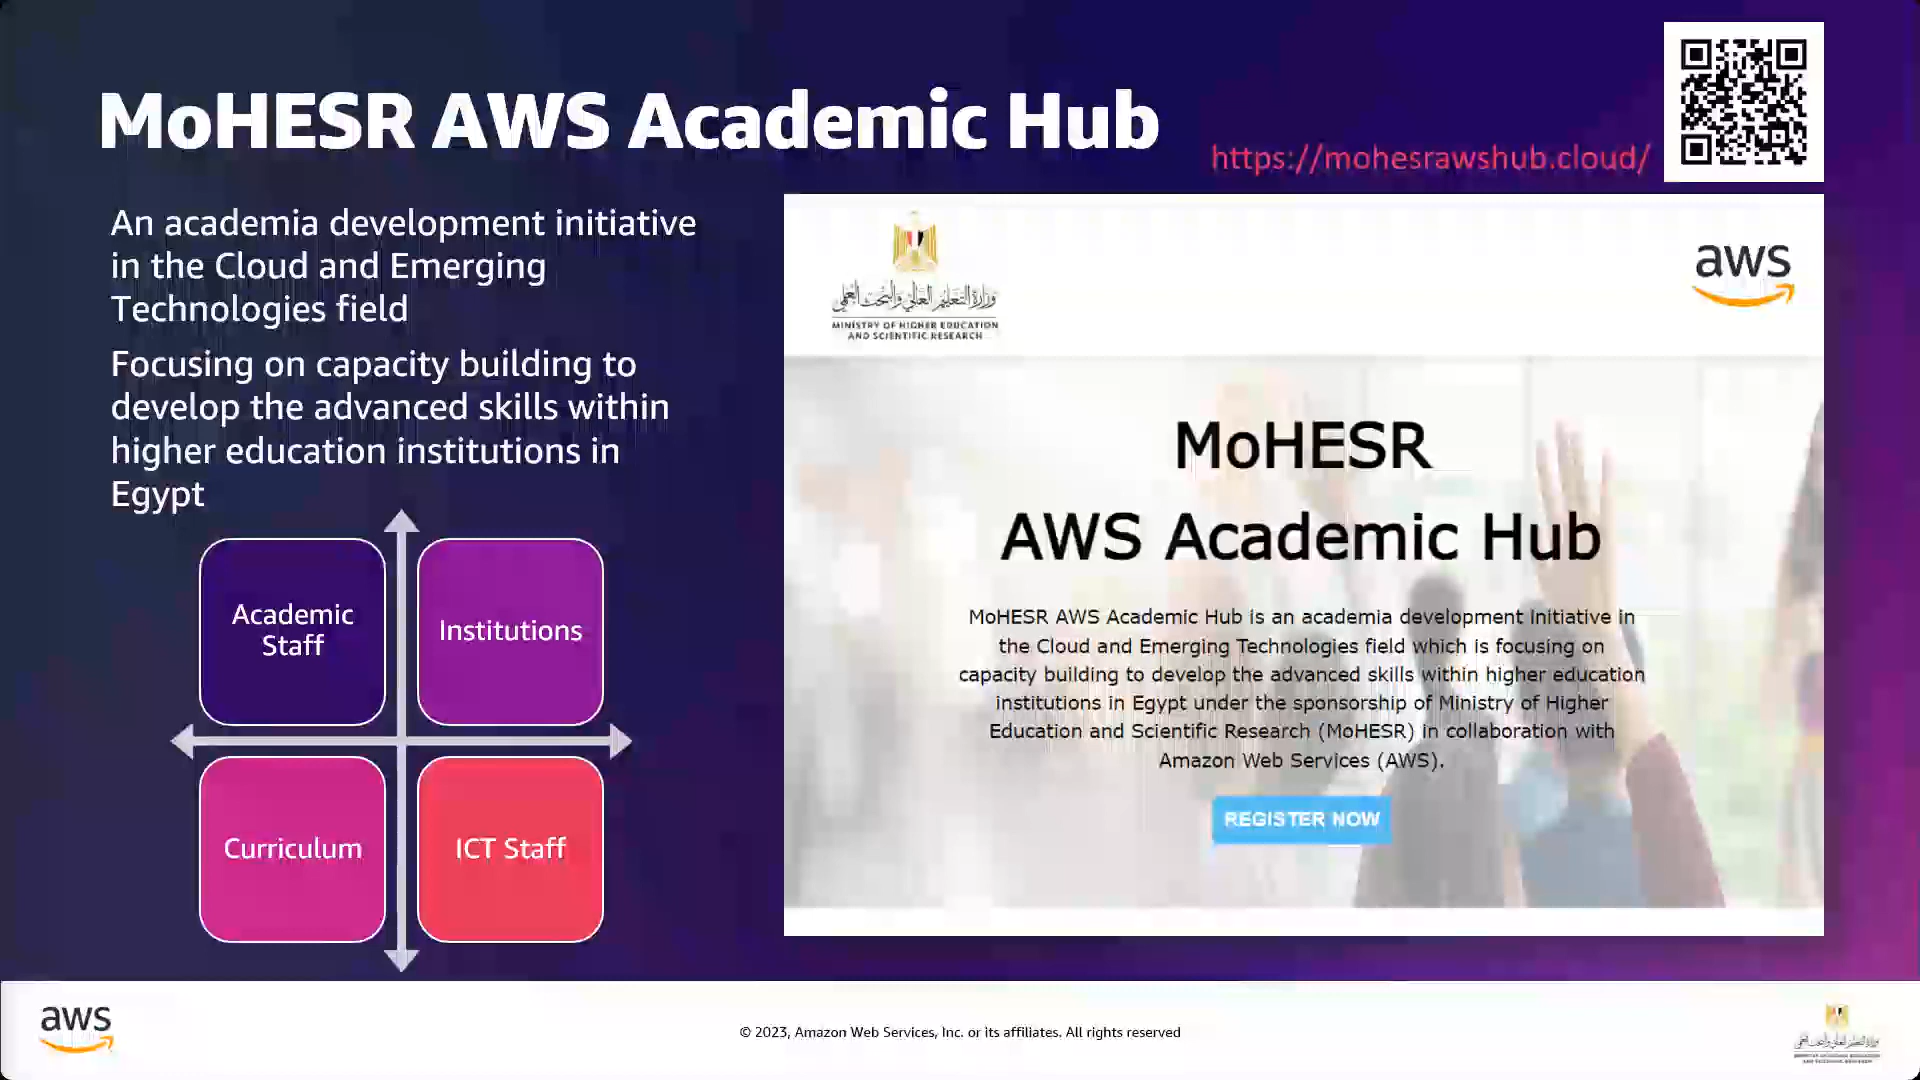 MoHESR AWS Academic Hub
https://mohesrawshub.cloud/
An academia development initiative
in the Cloud and Emerging
Technologies field
Focusing on capacity building to
develop the advanced skills within
higher education institutions in
Egypt
Academic
Staff
Institutions
Curriculum
ICT Staff
وزارة التعليم العالي والبحث العلمي
MINISTRY OF HIGHER EDUCATION
AND SCIENTIFIC RESEARCH
aws
MoHESR
AWS Academic Hub
MoHESR AWS Academic Hub is an academia development initiative in
the Cloud and Emerging Technologies field which is focusing on
capacity building to develop the advanced skills within higher education
institutions in Egypt under the sponsorship of Ministry of Higher
Education and Scientific Research (MoHESR) in collaboration with
Amazon Web Services (AWS).
REGISTER NOW
aws
© 2023, Amazon Web Services, Inc. or its affiliates. All rights reserved
وزارة التعليم العالي والبحث العلمي